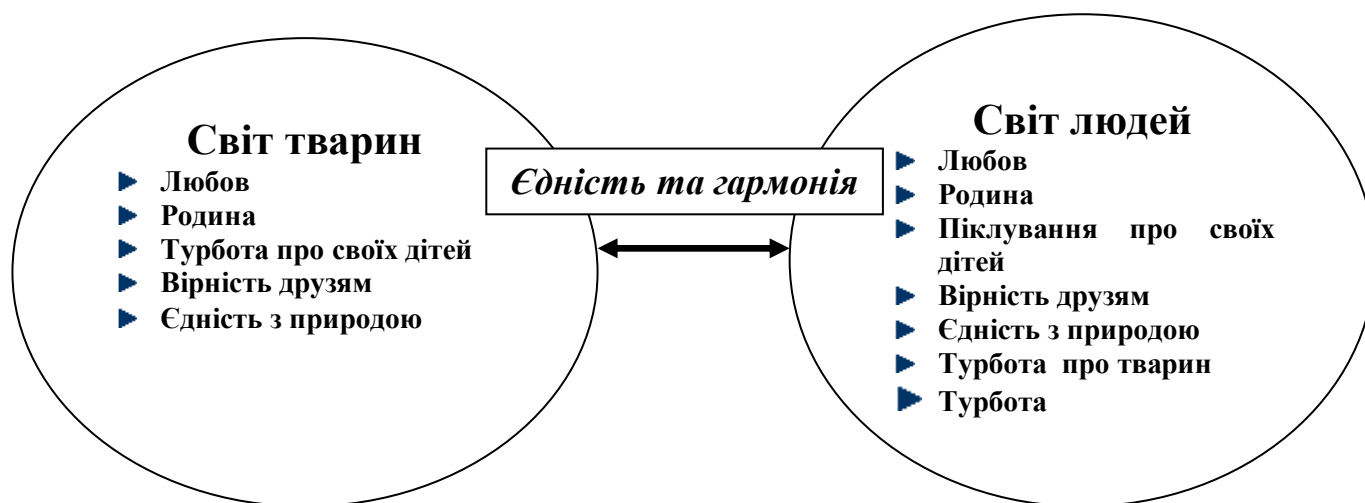 Світ тварин
Любов
Родина
Турбота про своїх дітей
Вірність друзям
Єдність з природою
Єдність та гармонія
Світ людей
Любов
Родина
Піклування про своїх
дітей
Вірність друзям
Єдність з природою
Турбота про тварин
Турбота